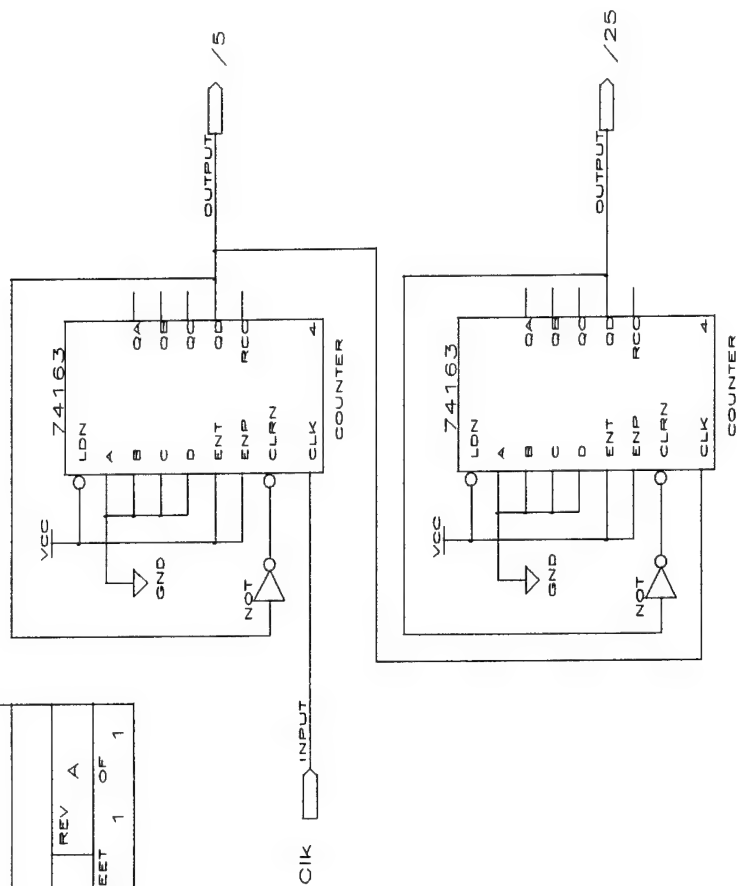 REV A
EET 1 OF 1
Clk
INPUT
VCC
GND
NOT
74163
LDN
A
B
C
D
ENT
ENP
CLRN
CLK
QA
QB
QC
QD
RCO
4
COUNTER
OUTPUT
/5
VCC
GND
NOT
74163
LDN
A
B
C
D
ENT
ENP
CLRN
CLK
QA
QB
QC
QD
RCO
4
COUNTER
OUTPUT
/25